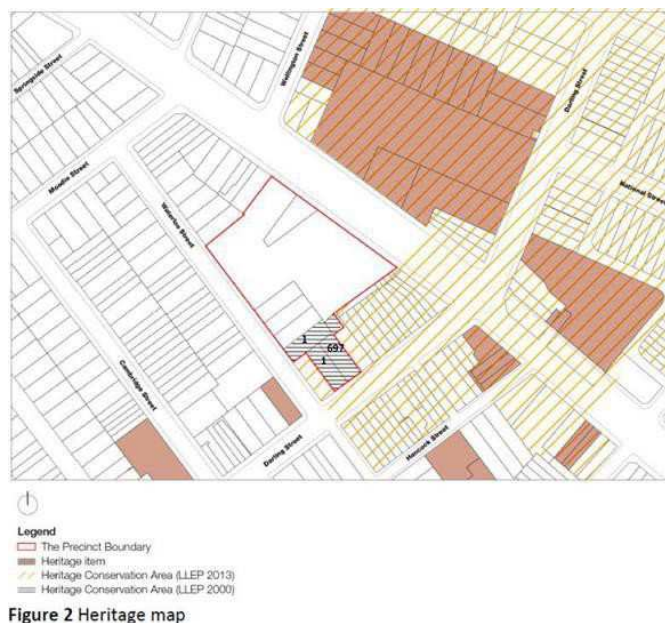 Springside Street
Wellington Street
Darling Street
Moodie Street
National Street
Waterloo Street
1
697
1
Cambridge Street
Darling Street
Hancock Street
Legend
The Precinct Boundary
Heritage item
Heritage Conservation Area (LLEP 2013)
Heritage Conservation Area (LLEP 2000)
Figure 2 Heritage map